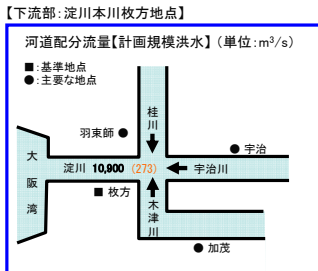 【下流部:淀川本川枚方地点】
河道配分流量【計画規模洪水】(単位:m³/s)
■:基準地点
●:主要な地点
桂川
羽束師 ●
● 宇治
大阪湾
淀川 10,900 (273)
宇治川
■ 枚方
木津川
● 加茂